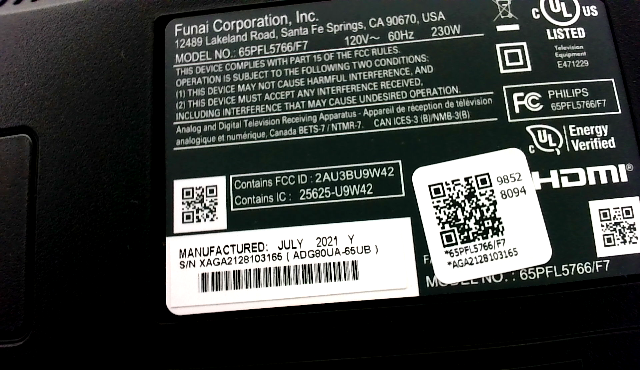 Funai Corporation, Inc.
12489 Lakeland Road, Santa Fe Springs, CA 90670, USA
MODEL NO.: 65PFL5766/F7 120V~ 60Hz 230W
THIS DEVICE COMPLIES WITH PART 15 OF THE FCC RULES.
OPERATION IS SUBJECT TO THE FOLLOWING TWO CONDITIONS:
(1) THIS DEVICE MAY NOT CAUSE HARMFUL INTERFERENCE, AND
(2) THIS DEVICE MUST ACCEPT ANY INTERFERENCE RECEIVED,
INCLUDING INTERFERENCE THAT MAY CAUSE UNDESIRED OPERATION.
Analog and Digital Television Receiving Apparatus - Appareil de réception de télévision
analogique et numérique, Canada BETS-7 / NTMR-7. CAN ICES-3 (B)/NMB-3(B)
C UL US
LISTED
Television
Equipment
E471229
FC PHILIPS
65PFL5766/F7
UL Energy
Verified
HDMI®
Contains FCC ID : 2AU3BU9W42
Contains IC : 25625-U9W42
MANUFACTURED: JULY 2021 Y
S/N XAGA2128103165 ( ADG80UA-65UB )
9852
8094
*65PFL5766/F7
*AGA2128103165
MODEL NO. : 65PFL5766/F7